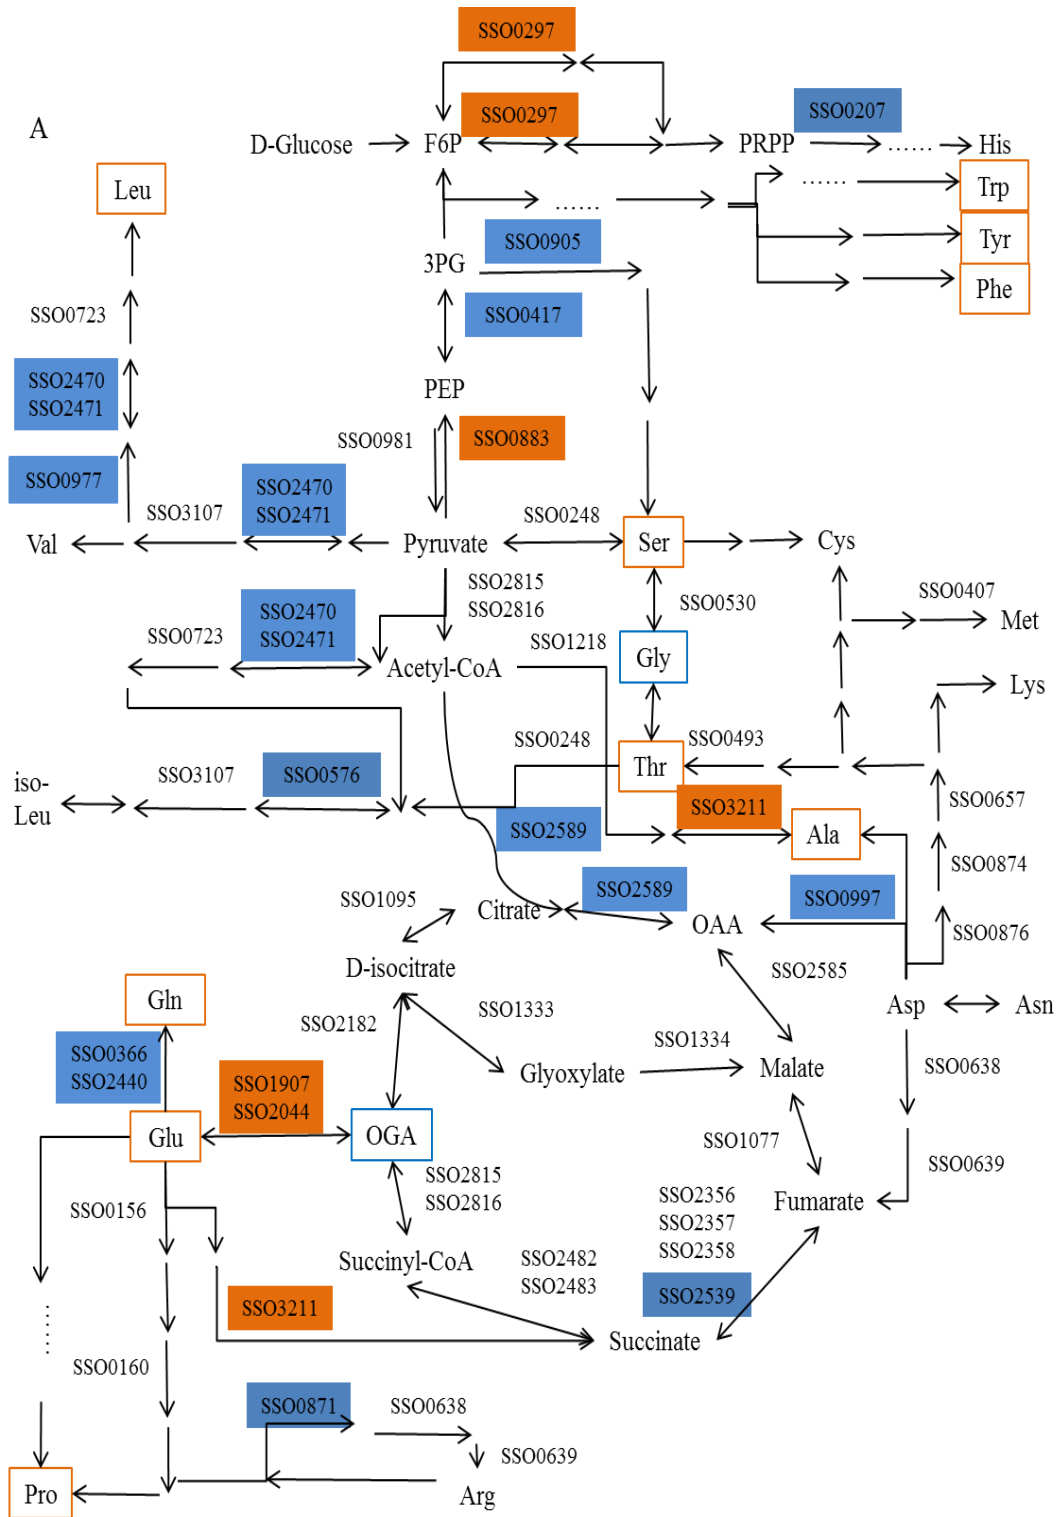 SSO0297
A
D-Glucose
F6P
SSO0297
PRPP
SSO0207
......
His
Leu
......
Trp
......
Tyr
SSO0905
3PG
Phe
SSO0723
SSO0417
SSO2470
SSO2471
PEP
SSO0981
SSO0883
SSO0977
SSO3107
SSO2470
SSO2471
SSO0248
Val
Pyruvate
Ser
Cys
SSO2815
SSO2816
SSO0530
SSO0407
SSO0723
SSO2470
SSO2471
SSO1218
Met
Acetyl-CoA
Gly
Lys
SSO0248
SSO0493
iso-
Leu
SSO3107
SSO0576
Thr
SSO0657
SSO2589
SSO3211
Ala
SSO0874
SSO1095
Citrate
SSO2589
OAA
SSO0997
SSO0876
D-isocitrate
SSO2585
Gln
SSO2182
SSO1333
Asp
Asn
SSO0366
SSO2440
SSO1334
Glyoxylate
Malate
SSO0638
SSO1907
SSO2044
Glu
OGA
SSO1077
SSO0639
SSO2815
SSO2816
SSO0156
SSO2356
SSO2357
SSO2358
Fumarate
Succinyl-CoA
SSO2482
SSO2483
SSO2539
SSO3211
......
Succinate
SSO0160
SSO0871
SSO0638
SSO0639
Pro
Arg